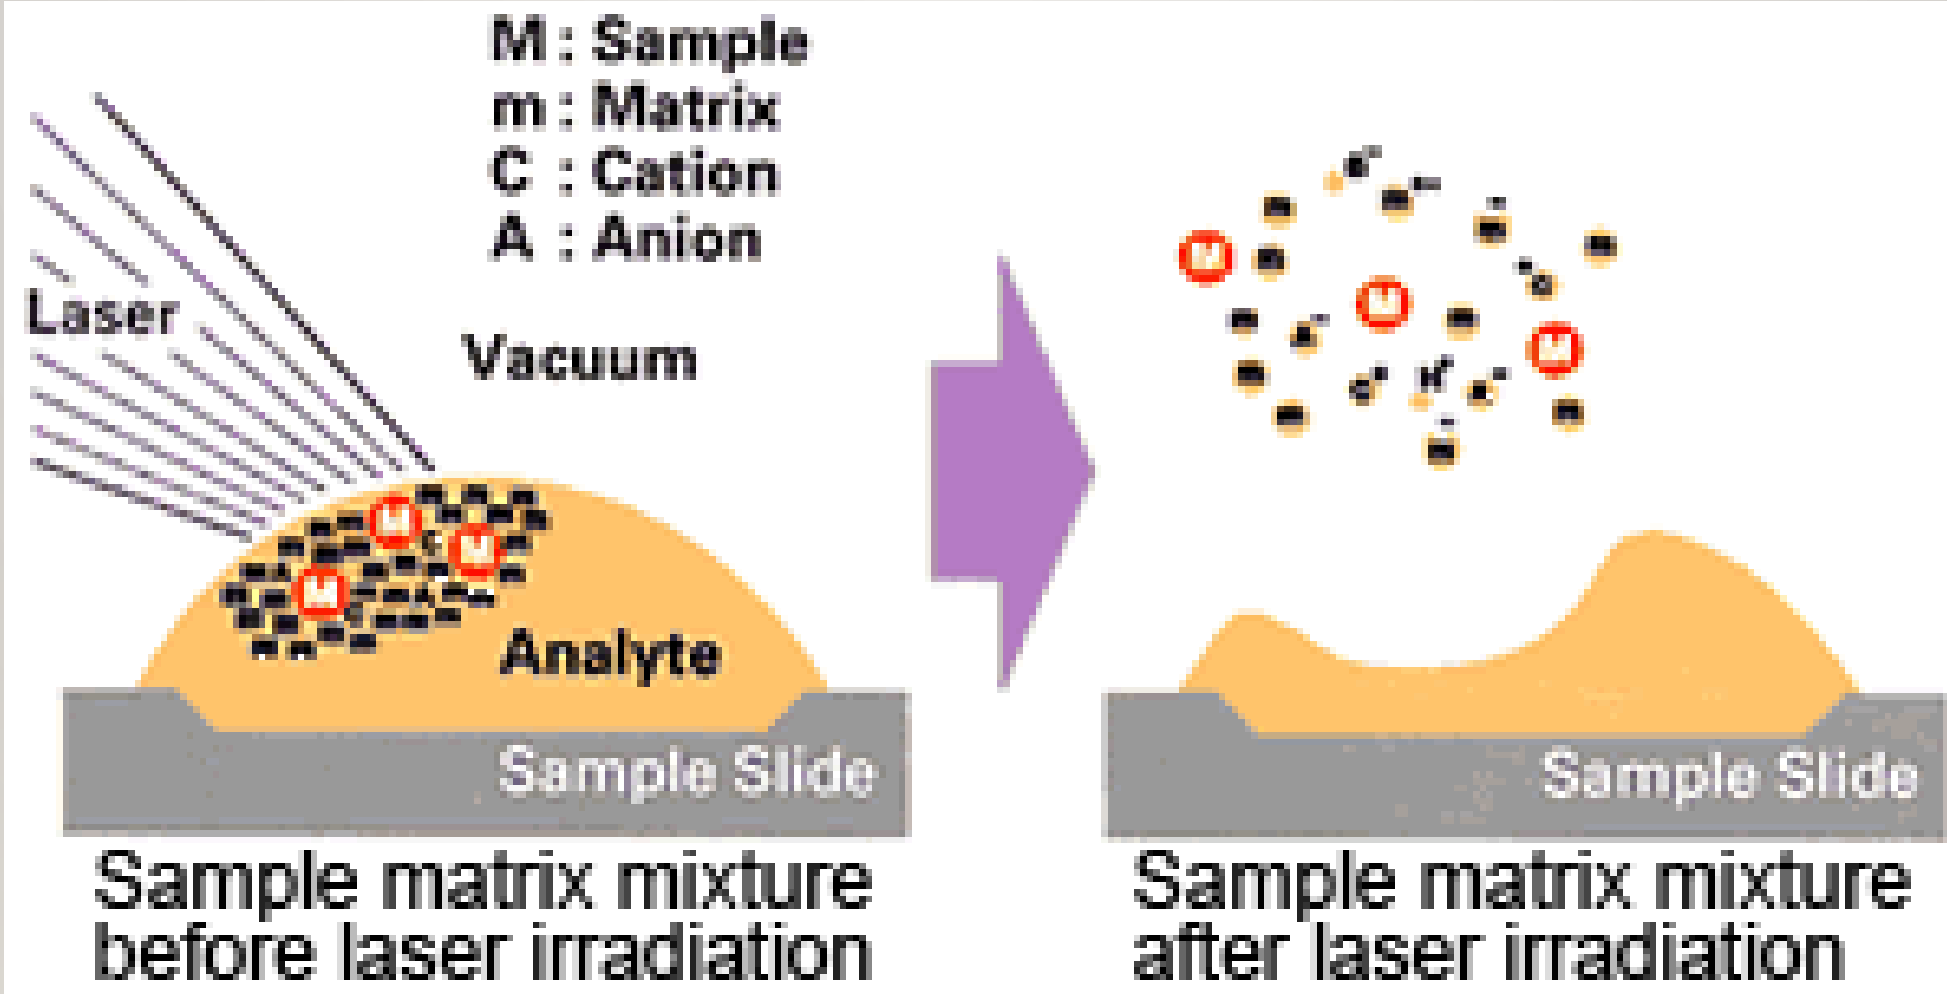 M : Sample
m : Matrix
C : Cation
A : Anion
Laser
Vacuum
M
M
M
Analyte
Sample Slide
Sample matrix mixture
before laser irradiation
M
M
M
Sample Slide
Sample matrix mixture
after laser irradiation